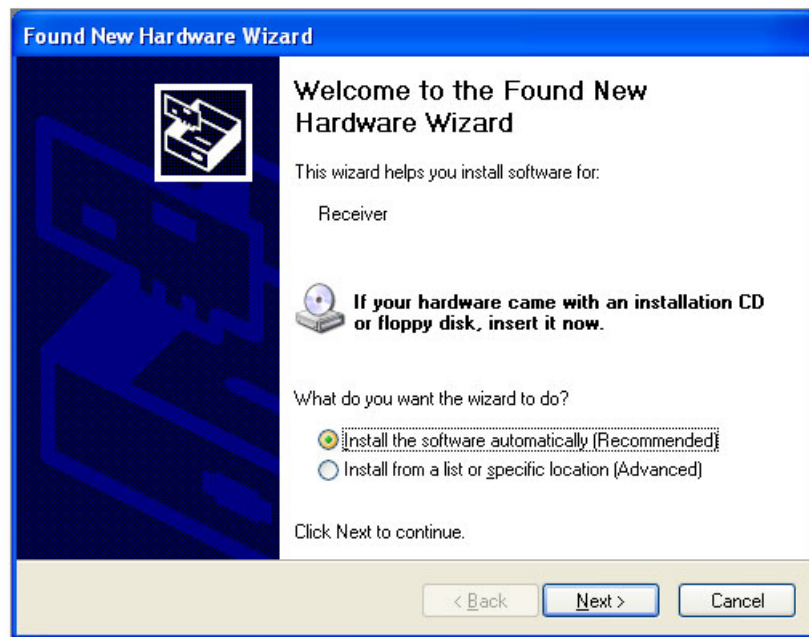 Found New Hardware Wizard
Welcome to the Found New
Hardware Wizard
This wizard helps you install software for:
Receiver
If your hardware came with an installation CD
or floppy disk, insert it now.
What do you want the wizard to do?
Install the software automatically (Recommended)
Install from a list or specific location (Advanced)
Click Next to continue.
< Back Next > Cancel